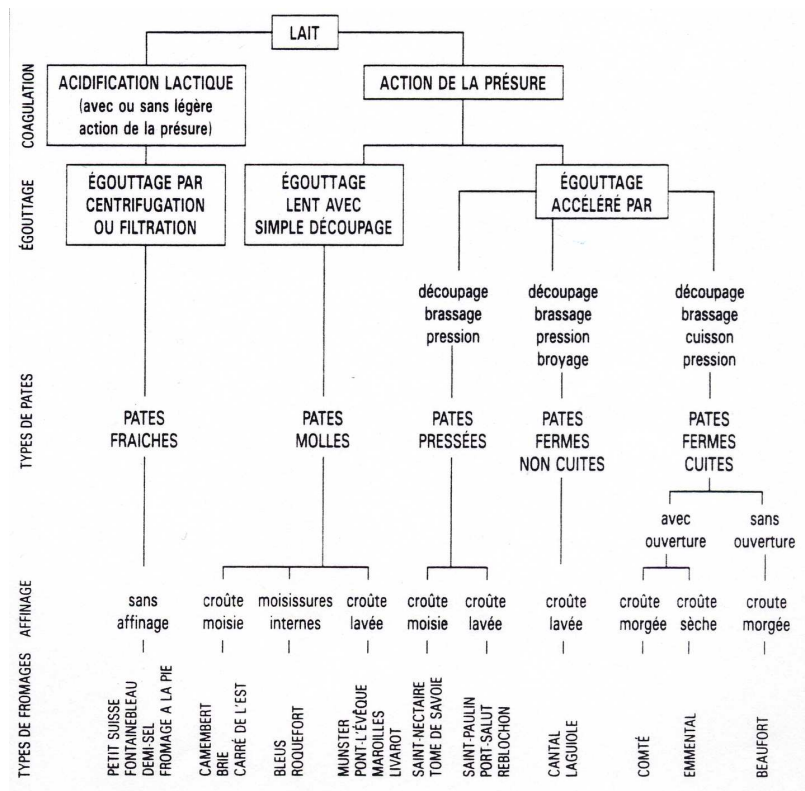 LAIT
COAGULATION
ACIDIFICATION LACTIQUE
(avec ou sans légère
action de la présure)
ACTION DE LA PRÉSURE
ÉGOUTTAGE
ÉGOUTTAGE PAR
CENTRIFUGATION
OU FILTRATION
ÉGOUTTAGE
LENT AVEC
SIMPLE DÉCOUPAGE
ÉGOUTTAGE
ACCÉLÉRÉ PAR
découpage
brassage
pression
découpage
brassage
pression
broyage
découpage
brassage
cuisson
pression
TYPES DE PATES
PATES
FRAICHES
PATES
MOLLES
PATES
PRESSÉES
PATES
FERMES
NON CUITES
PATES
FERMES
CUITES
avec
ouverture
sans
ouverture
AFFINAGE
sans
affinage
croûte
moisie
moisissures
internes
croûte
lavée
croûte
moisie
croûte
lavée
croûte
lavée
croûte
morgée
croûte
sèche
croute
morgée
TYPES DE FROMAGES
PETIT SUISSE
FONTAINEBLEAU
DEMI-SEL
FROMAGE A LA PIE
CAMEMBERT
BRIE
CARRÉ DE L'EST
BLEUS
ROQUEFORT
MUNSTER
PONT-L'ÉVÊQUE
MAROILLES
LIVAROT
SAINT-NECTAIRE
TOME DE SAVOIE
SAINT-PAULIN
PORT-SALUT
REBLOCHON
CANTAL
LAGUIOLE
COMTÉ
EMMENTAL
BEAUFORT